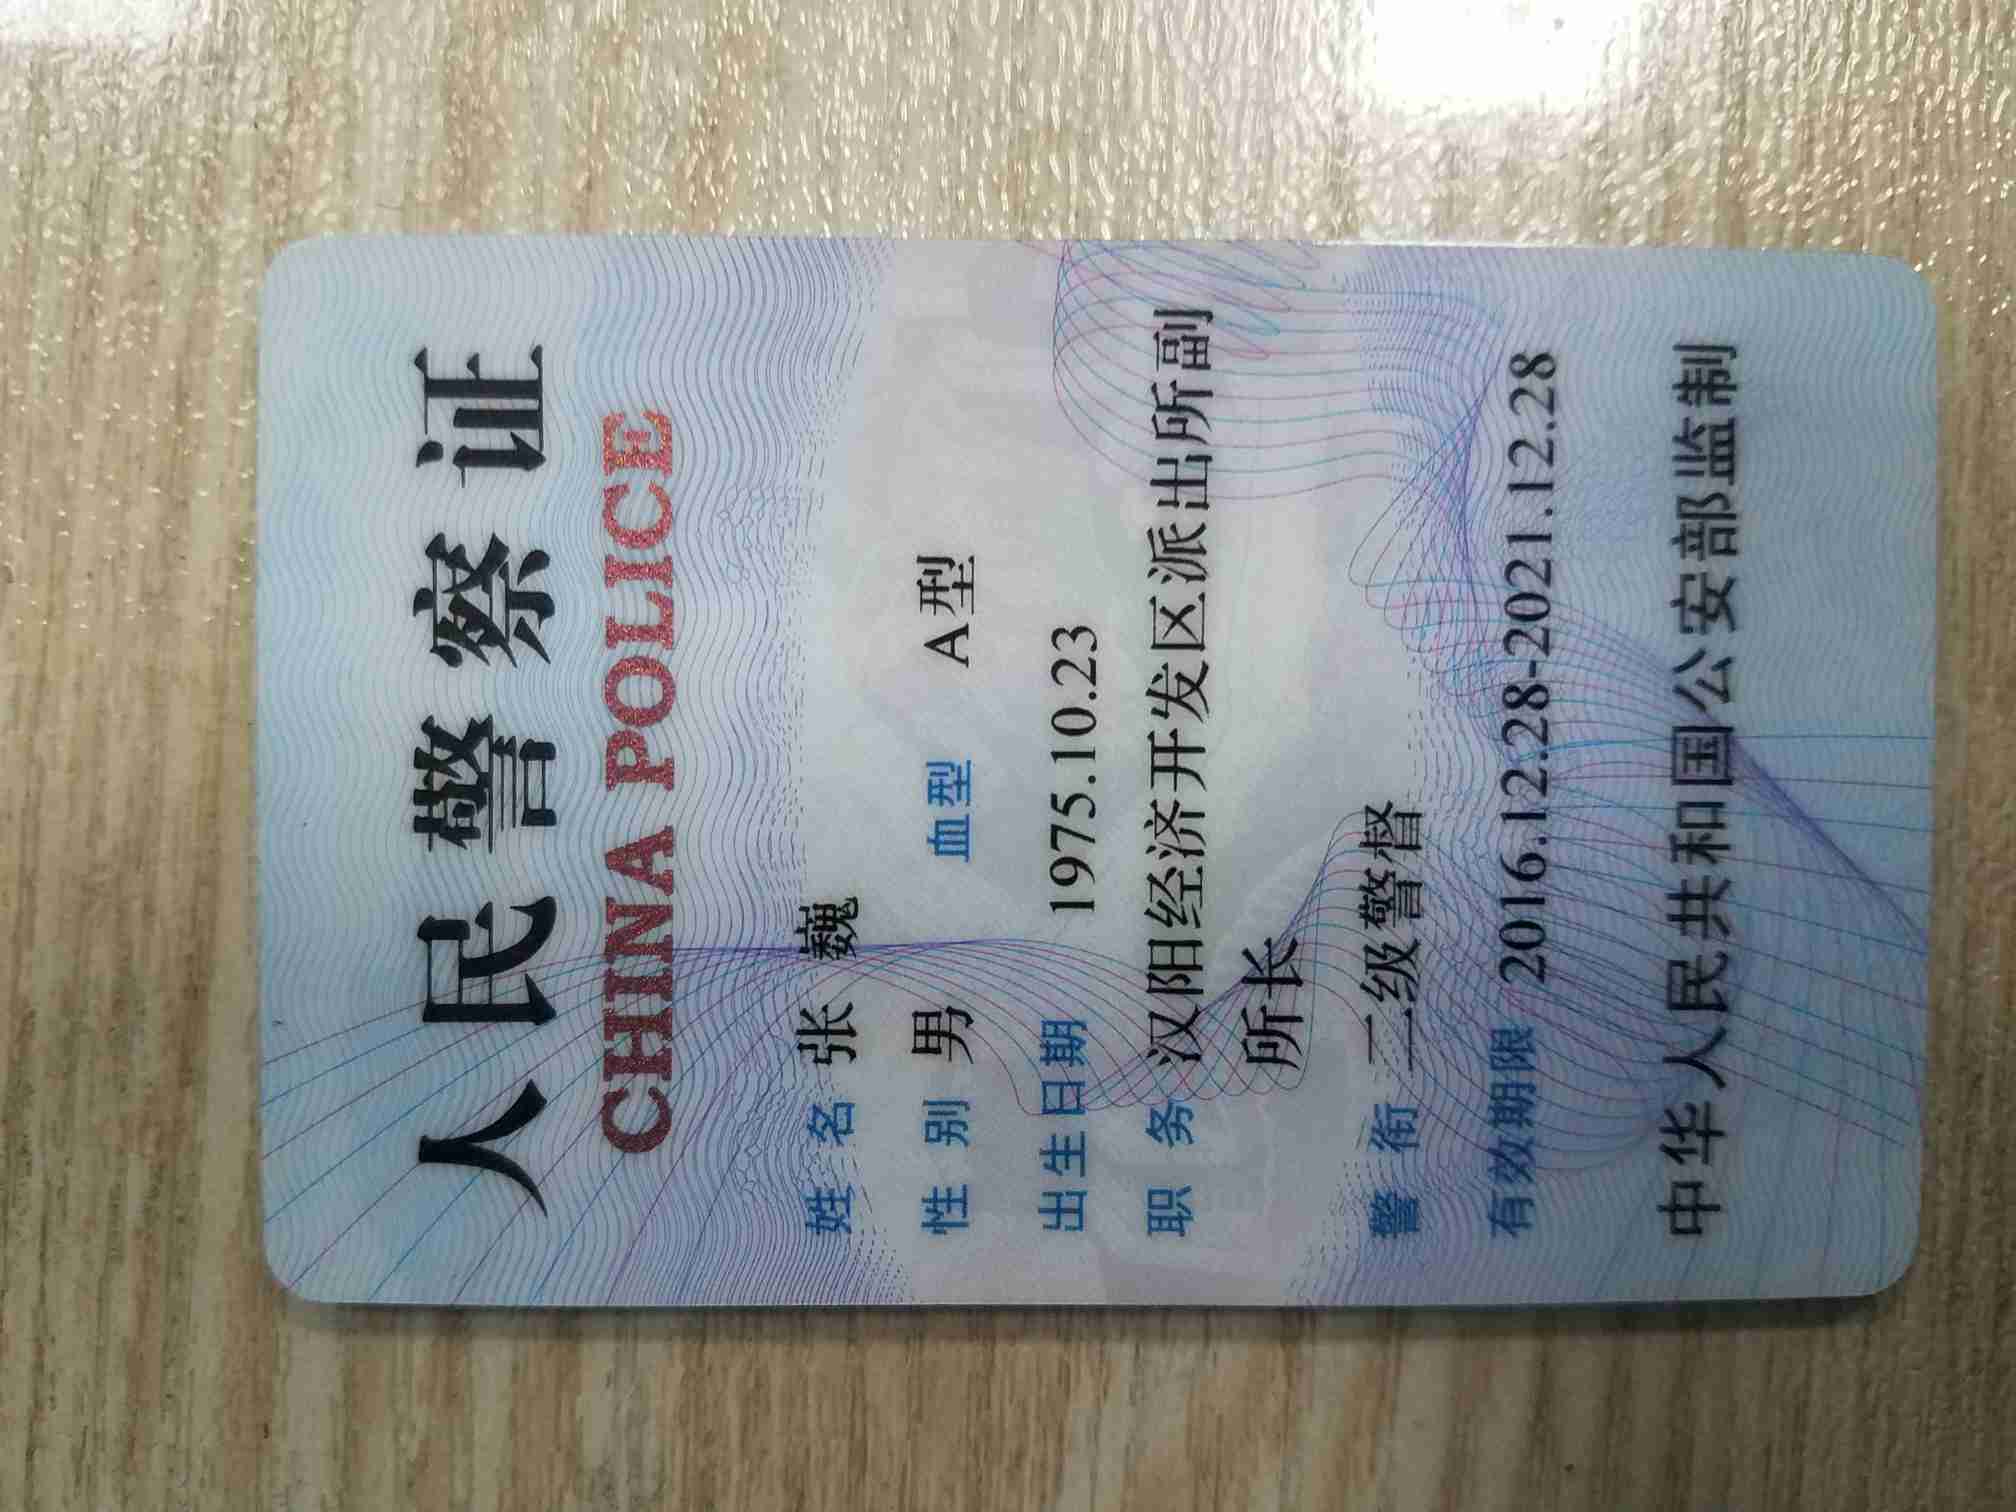 人民警察证
CHINA POLICE
姓 名 张 巍
性 别 男 血型 A型
出生日期 1975.10.23
职 务 汉阳经济开发区派出所副
所长
警 衔 二级警督
有效期限 2016.12.28-2021.12.28
中华人民共和国公安部监制